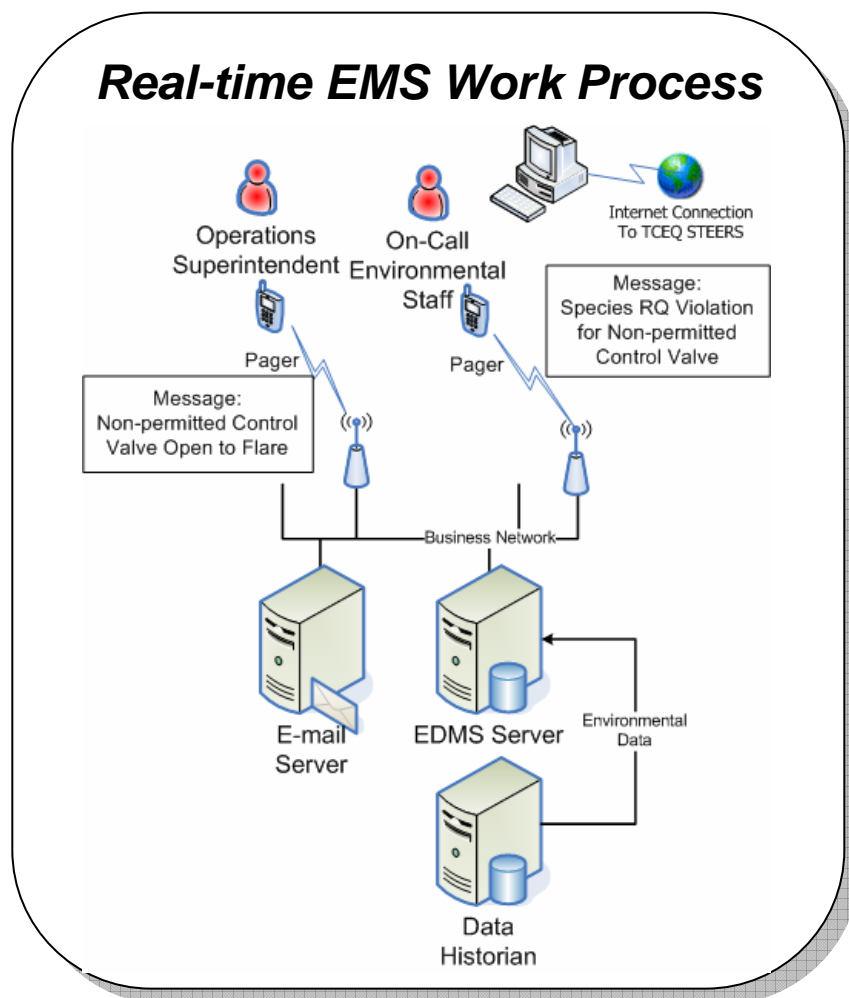 Real-time EMS Work Process
Operations
Superintendent
On-Call
Environmental
Staff
Internet Connection
To TCEQ STEERS
Message:
Species RQ Violation
for Non-permitted
Control Valve
Pager
Pager
Message:
Non-permitted Control
Valve Open to Flare
Business Network
E-mail
Server
EDMS Server
Environmental
Data
Data
Historian